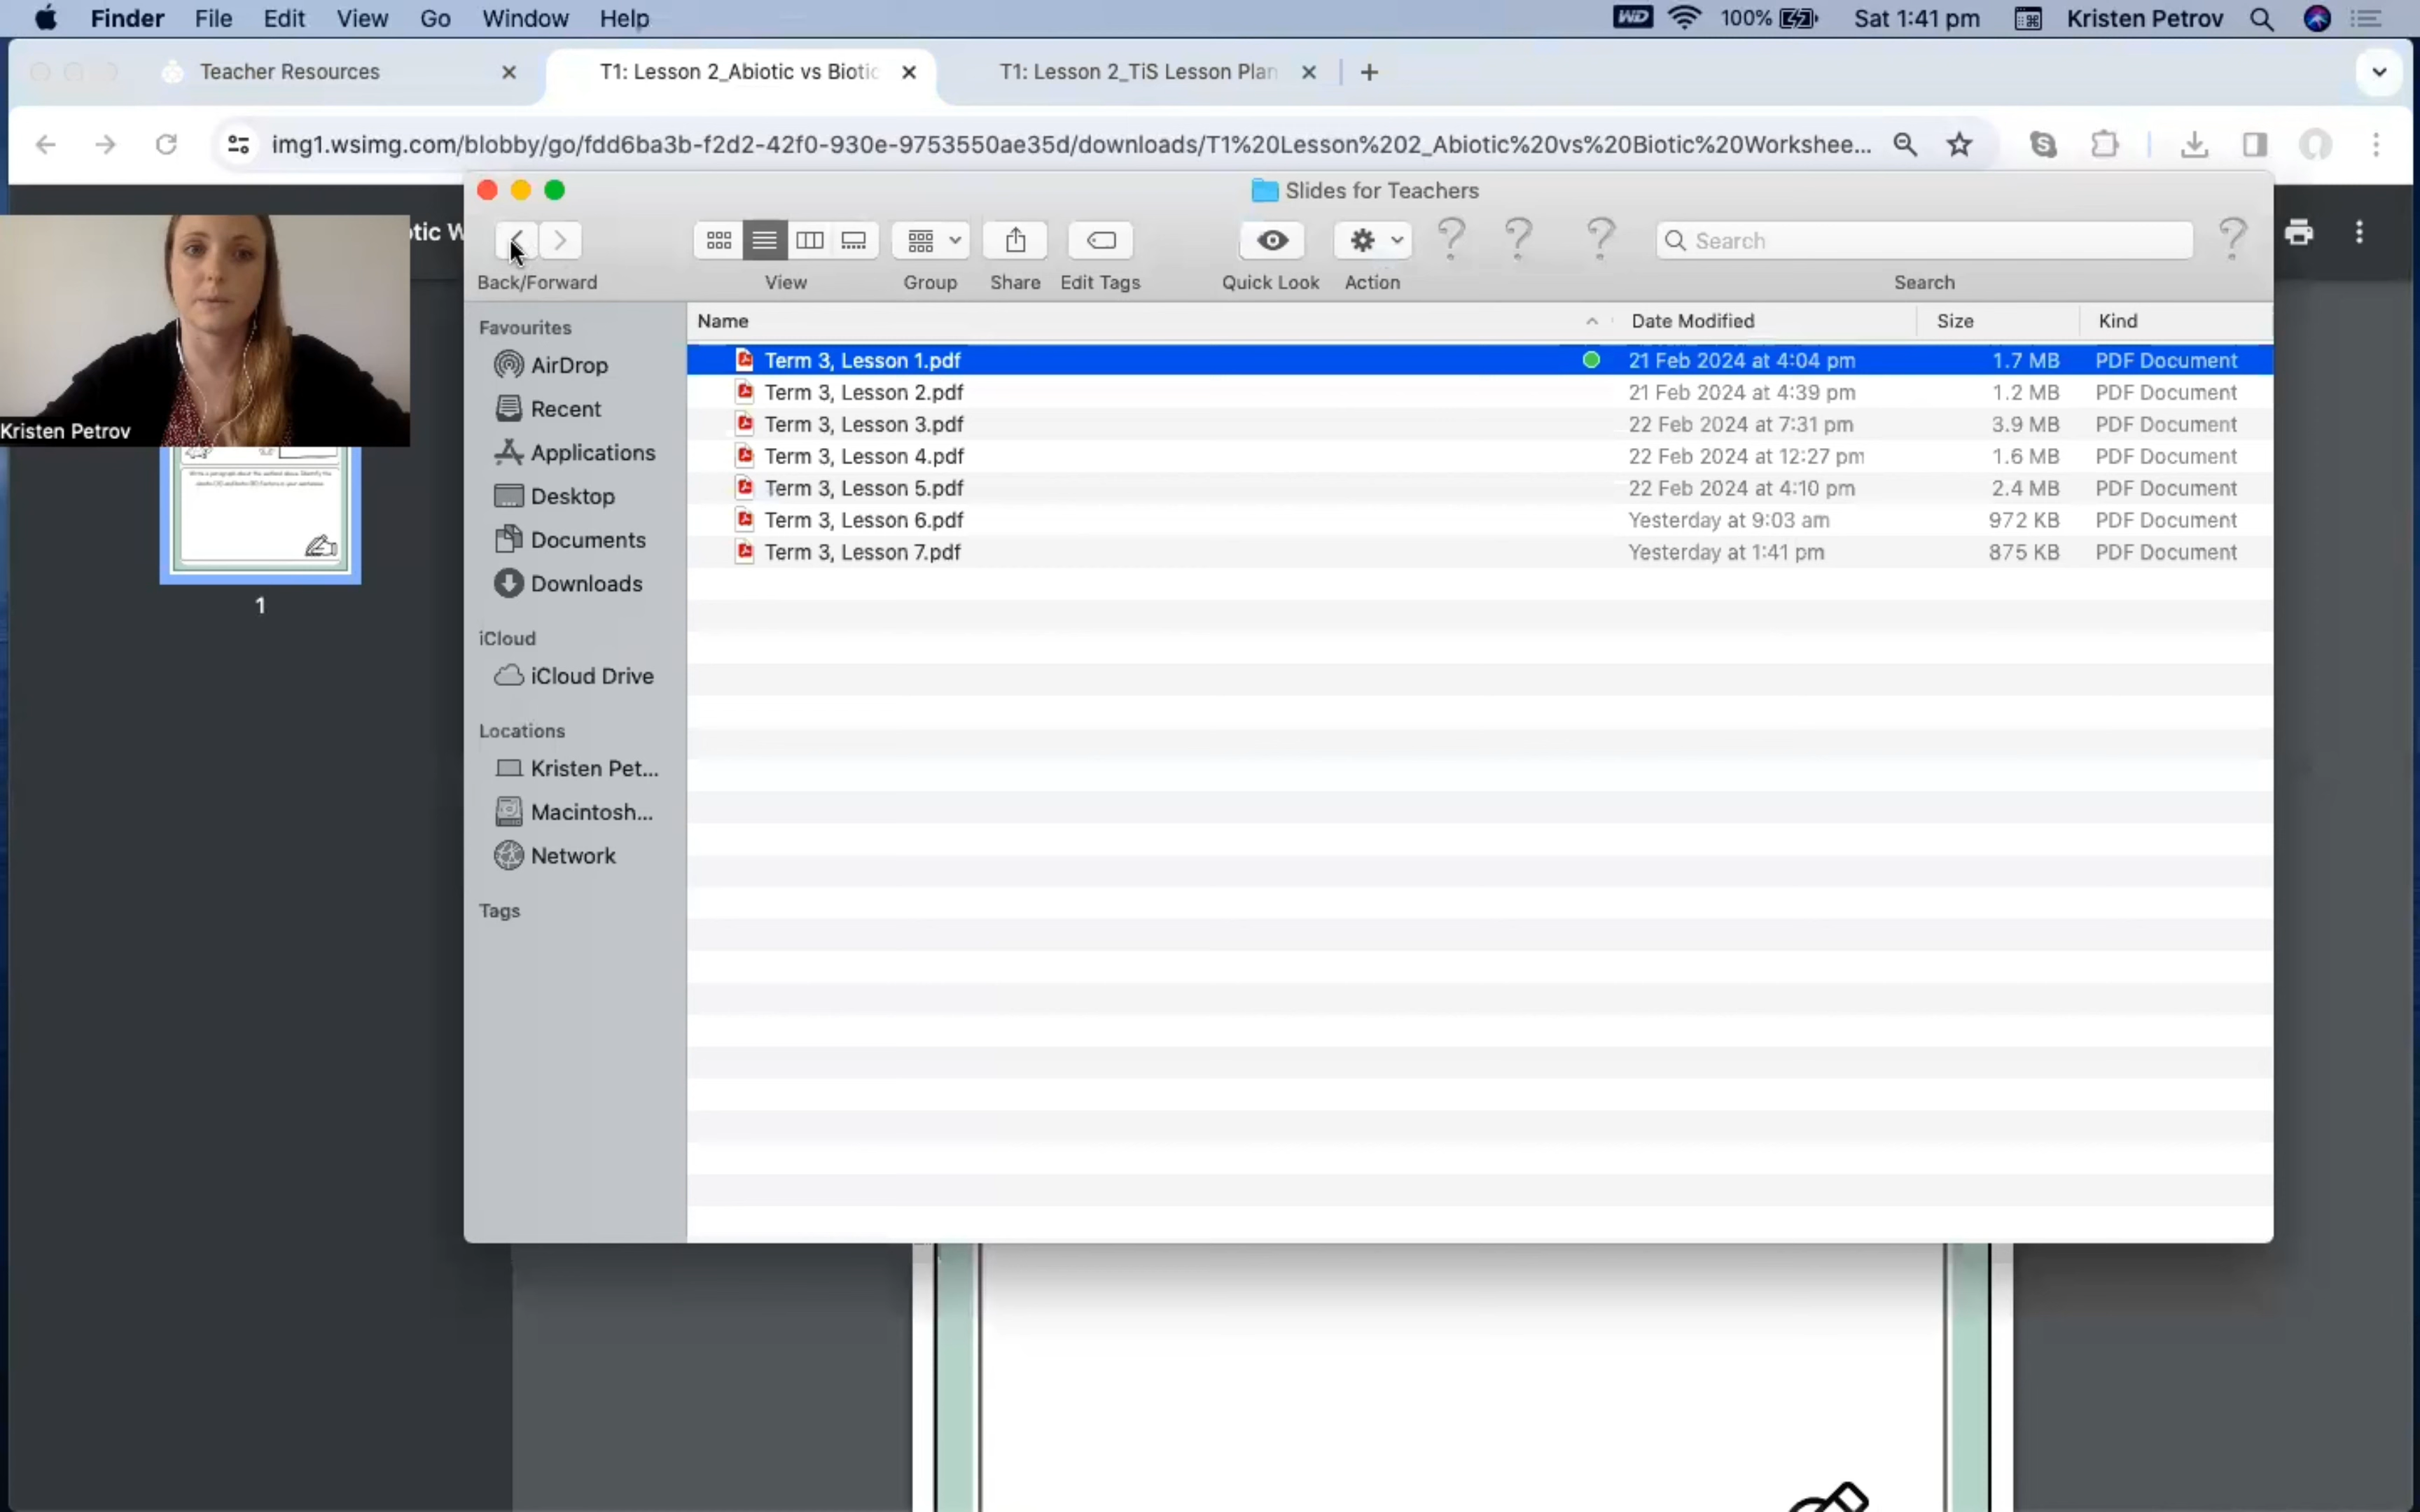 Finder File Edit View Go Window Help WD 100% Sat 1:41 pm Kristen Petrov
Teacher Resources T1: Lesson 2_Abiotic vs Biotic T1: Lesson 2_TiS Lesson Plan
img1.wsimg.com/blobby/go/fdd6ba3b-f2d2-42f0-930e-9753550ae35d/downloads/T1%20Lesson%202_Abiotic%20vs%20Biotic%20Workshee...
Slides for Teachers
otic W
Search
Back/Forward View Group Share Edit Tags Quick Look Action Search
Favourites
AirDrop
Recent
Applications
Desktop
Documents
Downloads
iCloud
iCloud Drive
Locations
Kristen Pet...
Macintosh...
Network
Tags
Name Date Modified Size Kind
Term 3, Lesson 1.pdf 21 Feb 2024 at 4:04 pm 1.7 MB PDF Document
Term 3, Lesson 2.pdf 21 Feb 2024 at 4:39 pm 1.2 MB PDF Document
Term 3, Lesson 3.pdf 22 Feb 2024 at 7:31 pm 3.9 MB PDF Document
Term 3, Lesson 4.pdf 22 Feb 2024 at 12:27 pm 1.6 MB PDF Document
Term 3, Lesson 5.pdf 22 Feb 2024 at 4:10 pm 2.4 MB PDF Document
Term 3, Lesson 6.pdf Yesterday at 9:03 am 972 KB PDF Document
Term 3, Lesson 7.pdf Yesterday at 1:41 pm 875 KB PDF Document
Kristen Petrov
1